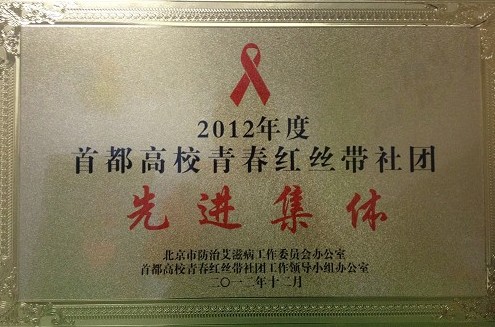 2012年度
首都高校青春红丝带社团
先进集体
北京市防治艾滋病工作委员会办公室
首都高校青春红丝带社团工作领导小组办公室
二〇一二年十二月